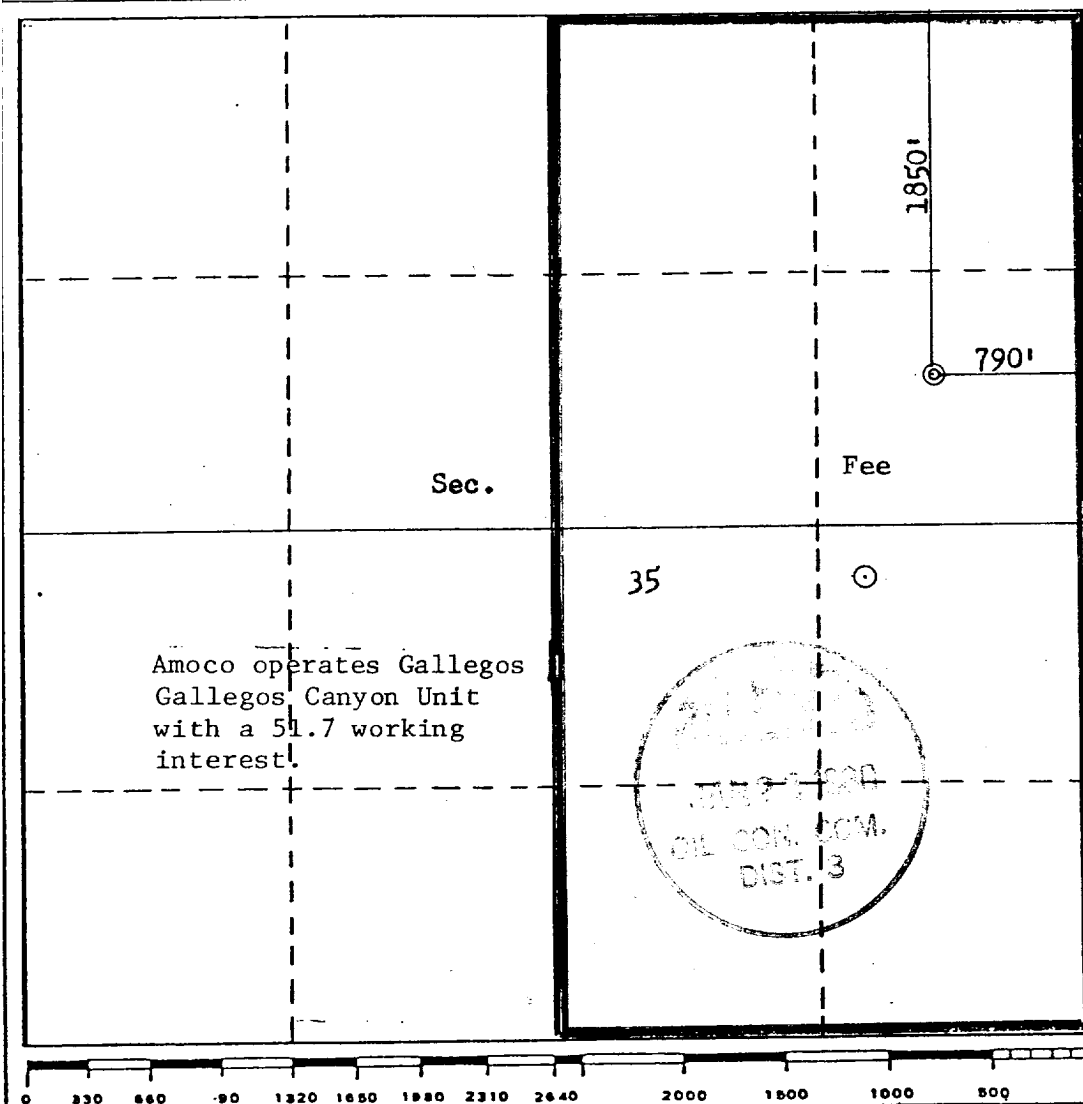 1850'
790'
Fee
Sec.
35
Amoco operates Gallegos
Gallegos Canyon Unit
with a 51.7 working
interest.
OIL CON. COM.
DIST. 3
0 330 660 -90 1320 1650 1980 2310 2640 2000 1500 1000 500